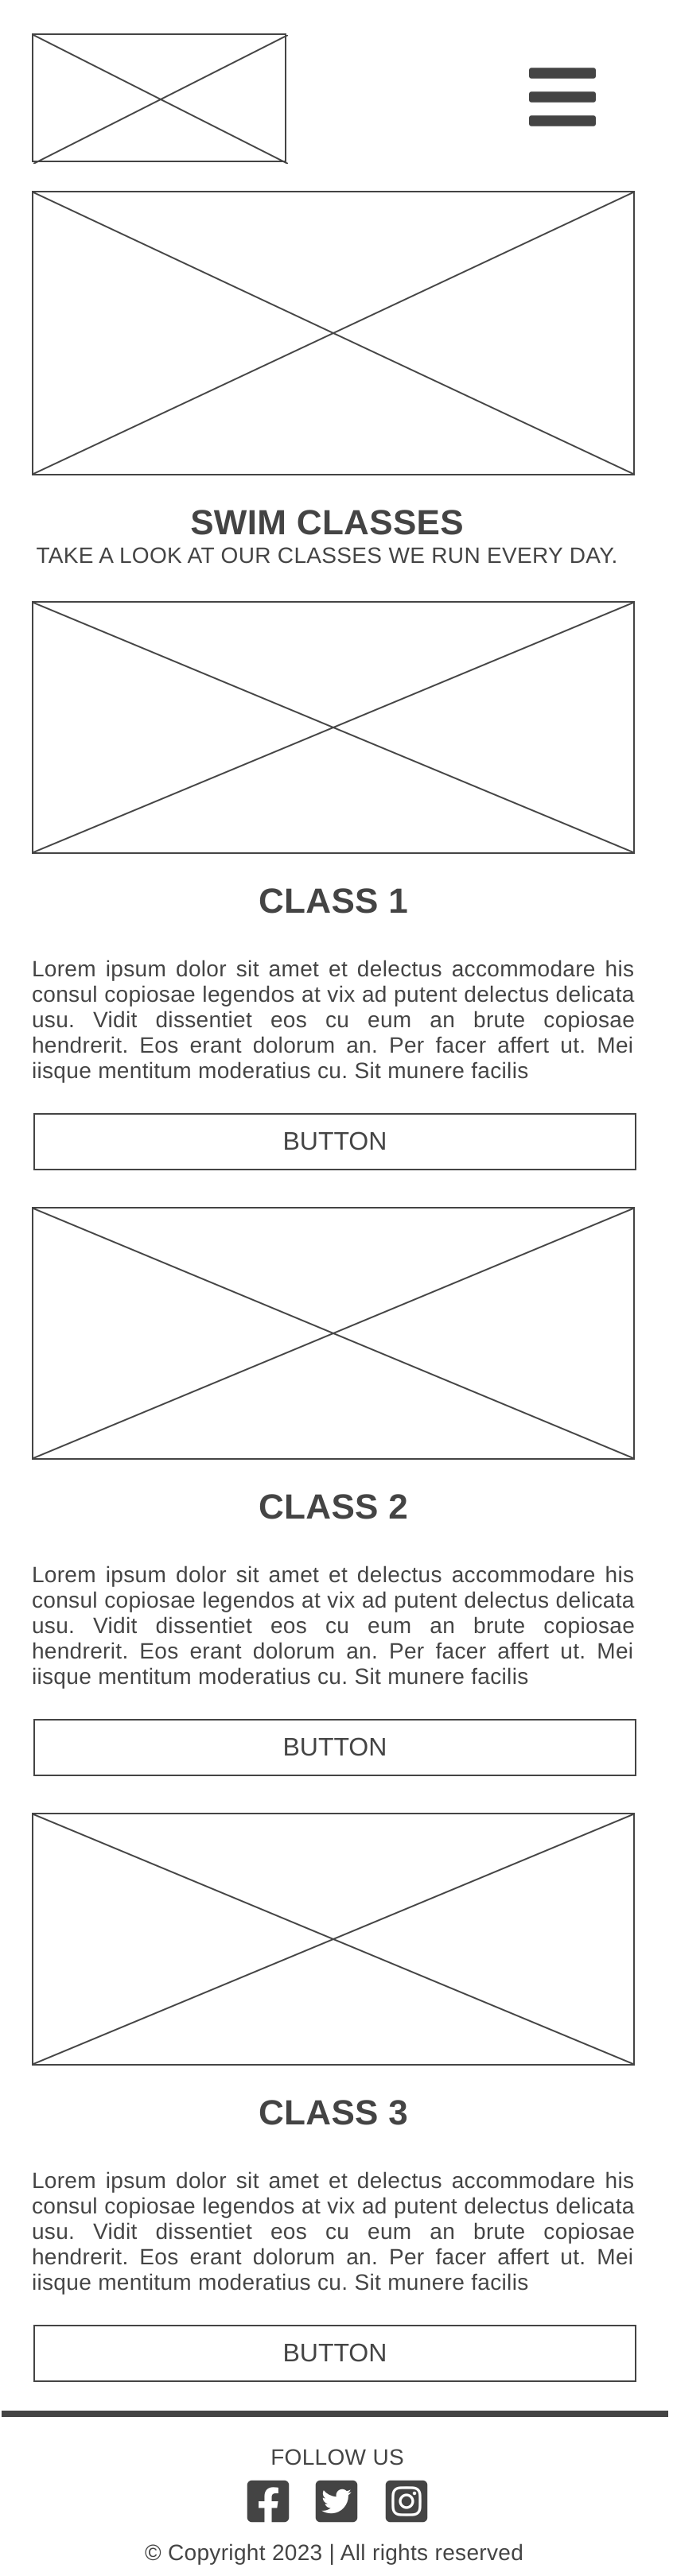 SWIM CLASSES
TAKE A LOOK AT OUR CLASSES WE RUN EVERY DAY.
CLASS 1
Lorem ipsum dolor sit amet et delectus accommodare his
consul copiosae legendos at vix ad putent delectus delicata
usu. Vidit dissentiet eos cu eum an brute copiosae
hendrerit. Eos erant dolorum an. Per facer affert ut. Mei
iisque mentitum moderatius cu. Sit munere facilis
BUTTON
CLASS 2
Lorem ipsum dolor sit amet et delectus accommodare his
consul copiosae legendos at vix ad putent delectus delicata
usu. Vidit dissentiet eos cu eum an brute copiosae
hendrerit. Eos erant dolorum an. Per facer affert ut. Mei
iisque mentitum moderatius cu. Sit munere facilis
BUTTON
CLASS 3
Lorem ipsum dolor sit amet et delectus accommodare his
consul copiosae legendos at vix ad putent delectus delicata
usu. Vidit dissentiet eos cu eum an brute copiosae
hendrerit. Eos erant dolorum an. Per facer affert ut. Mei
iisque mentitum moderatius cu. Sit munere facilis
BUTTON
FOLLOW US
© Copyright 2023 | All rights reserved